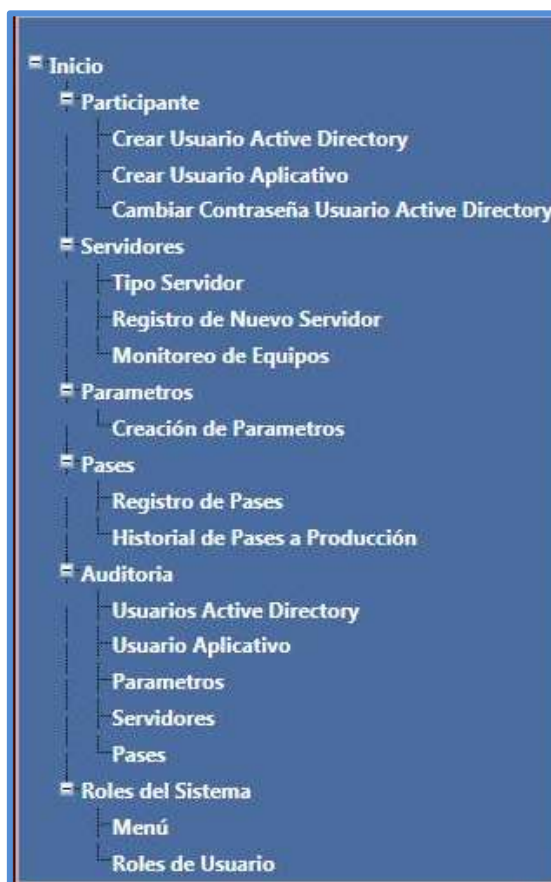 Inicio
Participante
Crear Usuario Active Directory
Crear Usuario Aplicativo
Cambiar Contraseña Usuario Active Directory
Servidores
Tipo Servidor
Registro de Nuevo Servidor
Monitoreo de Equipos
Parametros
Creación de Parametros
Pases
Registro de Pases
Historial de Pases a Producción
Auditoria
Usuarios Active Directory
Usuario Aplicativo
Parametros
Servidores
Pases
Roles del Sistema
Menú
Roles de Usuario